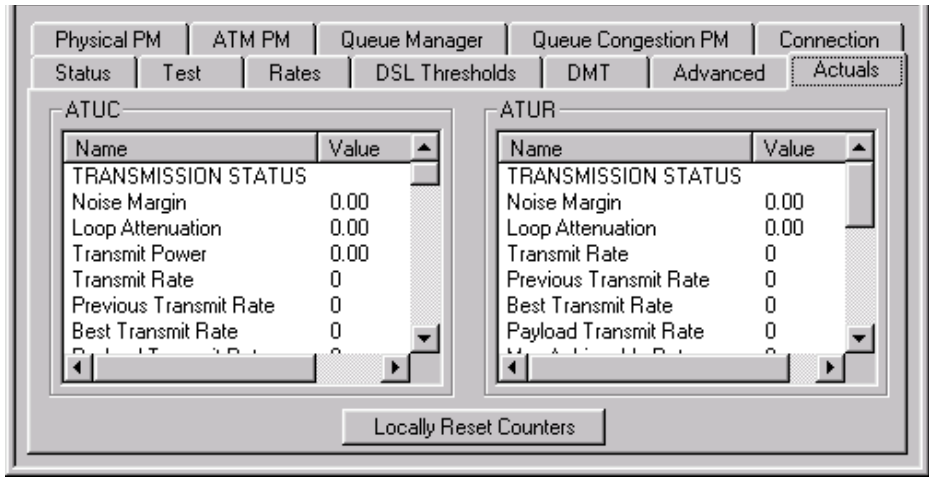 Physical PM ATM PM Queue Manager Queue Congestion PM Connection
Status Test Rates DSL Thresholds DMT Advanced Actuals
ATUC
Name Value
TRANSMISSION STATUS
Noise Margin 0.00
Loop Attenuation 0.00
Transmit Power 0.00
Transmit Rate 0
Previous Transmit Rate 0
Best Transmit Rate 0
ATUR
Name Value
TRANSMISSION STATUS
Noise Margin 0.00
Loop Attenuation 0.00
Transmit Rate 0
Previous Transmit Rate 0
Best Transmit Rate 0
Payload Transmit Rate 0
Locally Reset Counters